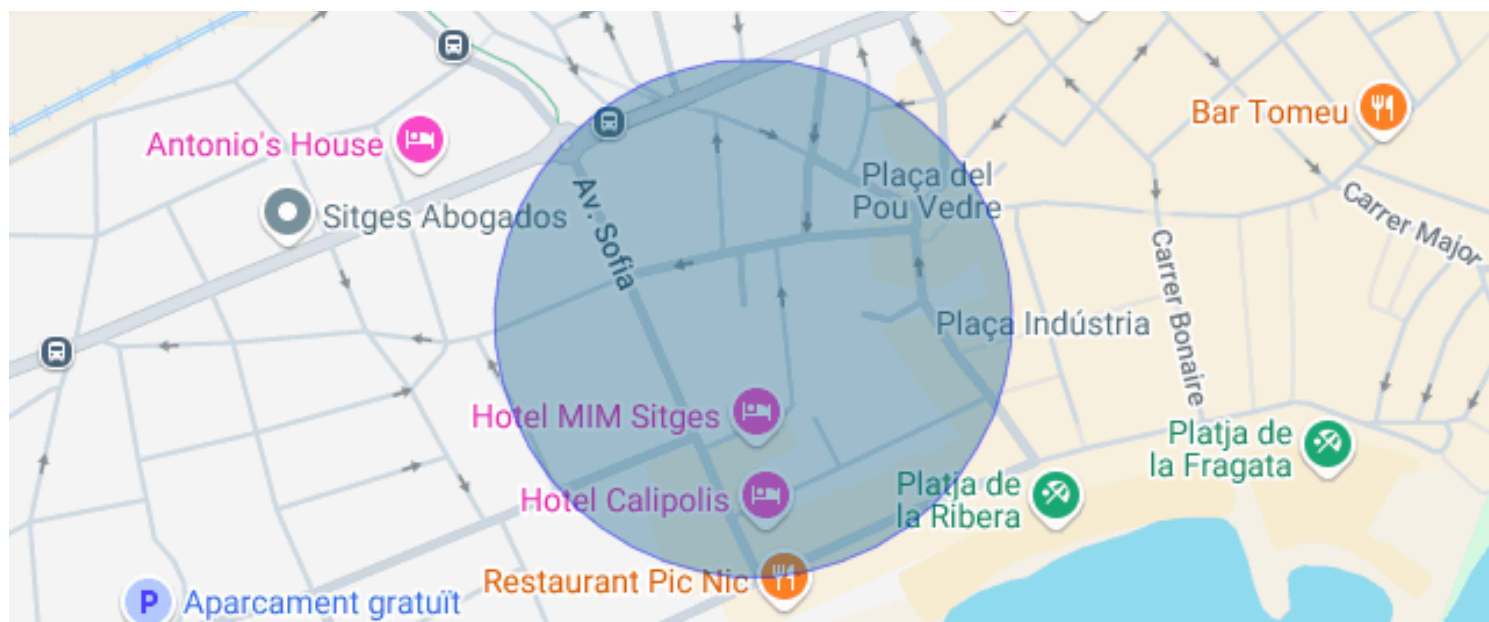 Bar Tomeu
Antonio's House
Plaça del
Pou Vedre
Sitges Abogados
Av. Sofia
Carrer Major
Carrer Bonaire
Plaça Indústria
Hotel MIM Sitges
Platja de
la Fragata
Hotel Calipolis
Platja de
la Ribera
Restaurant Pic Nic
P
Aparcament gratuït